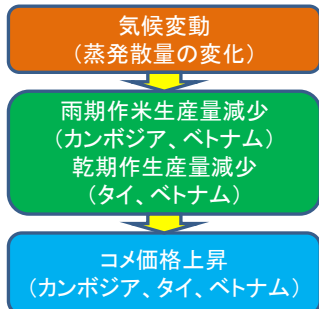 気候変動
（蒸発散量の変化）
雨期作米生産量減少
（カンボジア、ベトナム）
乾期作生産量減少
（タイ、ベトナム）
コメ価格上昇
（カンボジア、タイ、ベトナム）